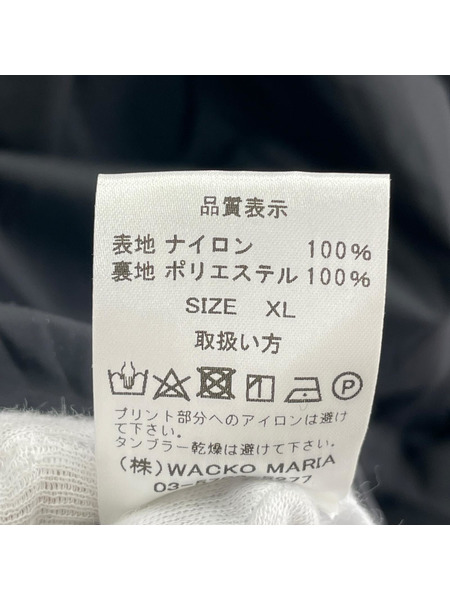 品質表示
表地 ナイロン 100%
裏地 ポリエステル 100%
SIZE XL
取扱い方
プリント部分へのアイロンは避け
て下さい。
タンブラー乾燥は避けて下さい
(株) WACKO MARIA